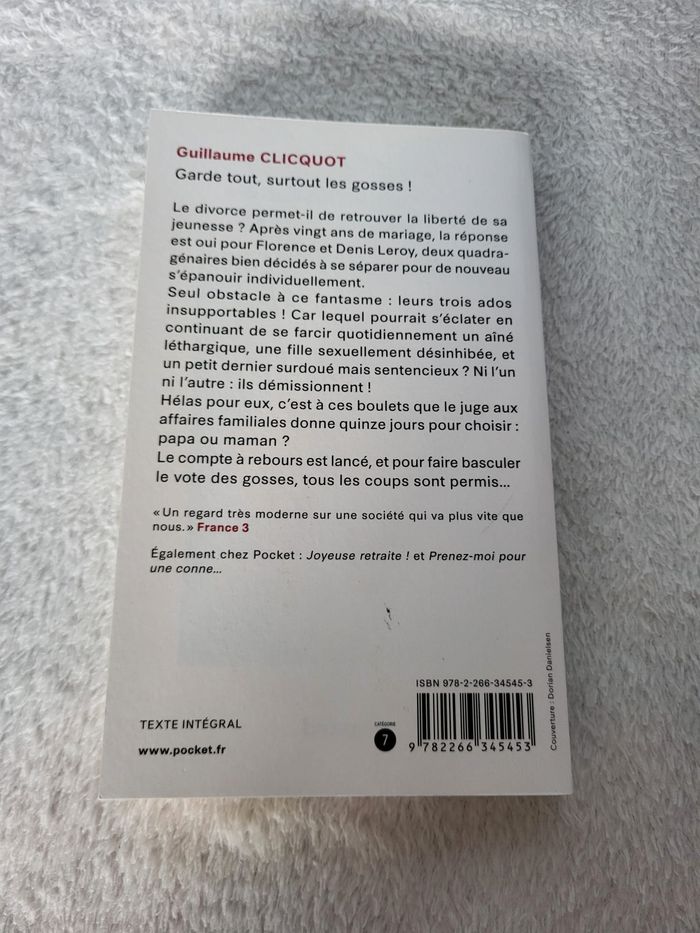 Guillaume CLICQUOT
Garde tout, surtout les gosses !
Le divorce permet-il de retrouver la liberté de sa
jeunesse ? Après vingt ans de mariage, la réponse
est oui pour Florence et Denis Leroy, deux quadra-
génaires bien décidés à se séparer pour de nouveau
s'épanouir individuellement.
Seul obstacle à ce fantasme : leurs trois ados
insupportables ! Car lequel pourrait s'éclater en
continuant de se farcir quotidiennement un aîné
léthargique, une fille sexuellement désinhibée, et
un petit dernier surdoué mais sentencieux ? Ni l'un
ni l'autre : ils démissionnent !
Hélas pour eux, c'est à ces boulets que le juge aux
affaires familiales donne quinze jours pour choisir :
papa ou maman ?
Le compte à rebours est lancé, et pour faire basculer
le vote des gosses, tous les coups sont permis...
« Un regard très moderne sur une société qui va plus vite que
nous. » France 3
Également chez Pocket : Joyeuse retraite ! et Prenez-moi pour
une conne...
ISBN 978-2-266-34545-3
TEXTE INTÉGRAL
www.pocket.fr
CATÉGORIE
7
9 782266 345453
Couverture : Dorian Danielsen